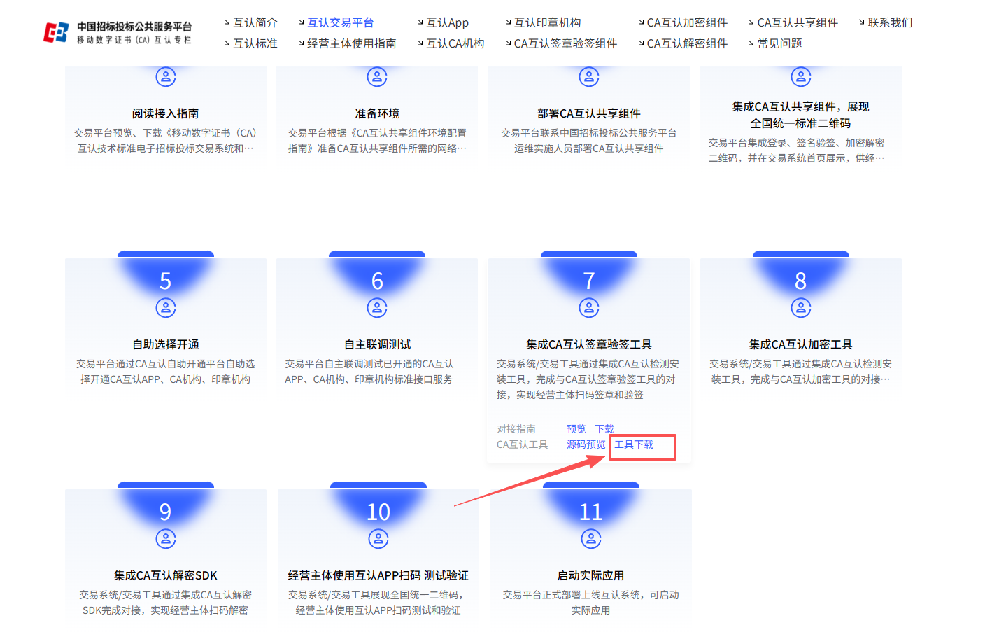 中国招标投标公共服务平台
移动数字证书(CA)互认专栏
互认简介
互认交易平台
互认App
互认印章机构
CA互认加密组件
CA互认共享组件
联系我们
互认标准
经营主体使用指南
互认CA机构
CA互认签章验签组件
CA互认解密组件
常见问题
阅读接入指南
交易平台预览、下载《移动数字证书（CA）
互认技术标准电子招标投标交易系统和…
准备环境
交易平台根据《CA互认共享组件环境配置
指南》准备CA互认共享组件所需的网络…
部署CA互认共享组件
交易平台联系中国招标投标公共服务平台
运维实施人员部署CA互认共享组件
集成CA互认共享组件，展现
全国统一标准二维码
交易平台集成登录、签名验签、加密解密
二维码，并在交易系统首页展示，供经…
5
自助选择开通
交易平台通过CA互认自助开通平台自助选
择开通CA互认APP、CA机构、印章机构
6
自主联调测试
交易平台自主联调测试已开通的CA互认
APP、CA机构、印章机构标准接口服务
7
集成CA互认签章验签工具
交易系统/交易工具通过集成CA互认检测安
装工具，完成与CA互认签章验签工具的对
接，实现经营主体扫码签章和验签
对接指南 预览 下载
CA互认工具 源码预览 工具下载
8
集成CA互认加密工具
交易系统/交易工具通过集成CA互认检测安
装工具，完成与CA互认加密工具的对接…
9
集成CA互认解密SDK
交易系统/交易工具通过集成CA互认解密
SDK完成对接，实现经营主体扫码解密
10
经营主体使用互认APP扫码 测试验证
交易系统/交易工具展现全国统一二维码，
经营主体使用互认APP扫码测试和验证
11
启动实际应用
交易平台正式部署上线互认系统，可启动
实际应用